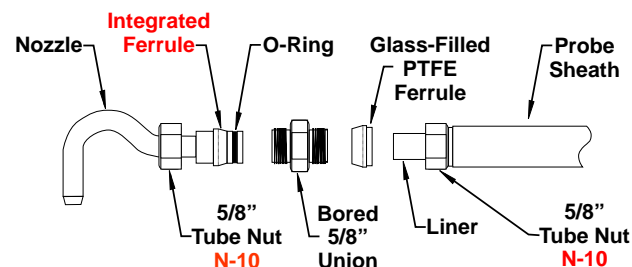 Integrated
Ferrule
Nozzle
O-Ring
Glass-Filled
PTFE
Ferrule
Probe
Sheath
5/8”
Tube Nut
N-10
Bored
5/8”
Union
Liner
5/8”
Tube Nut
N-10